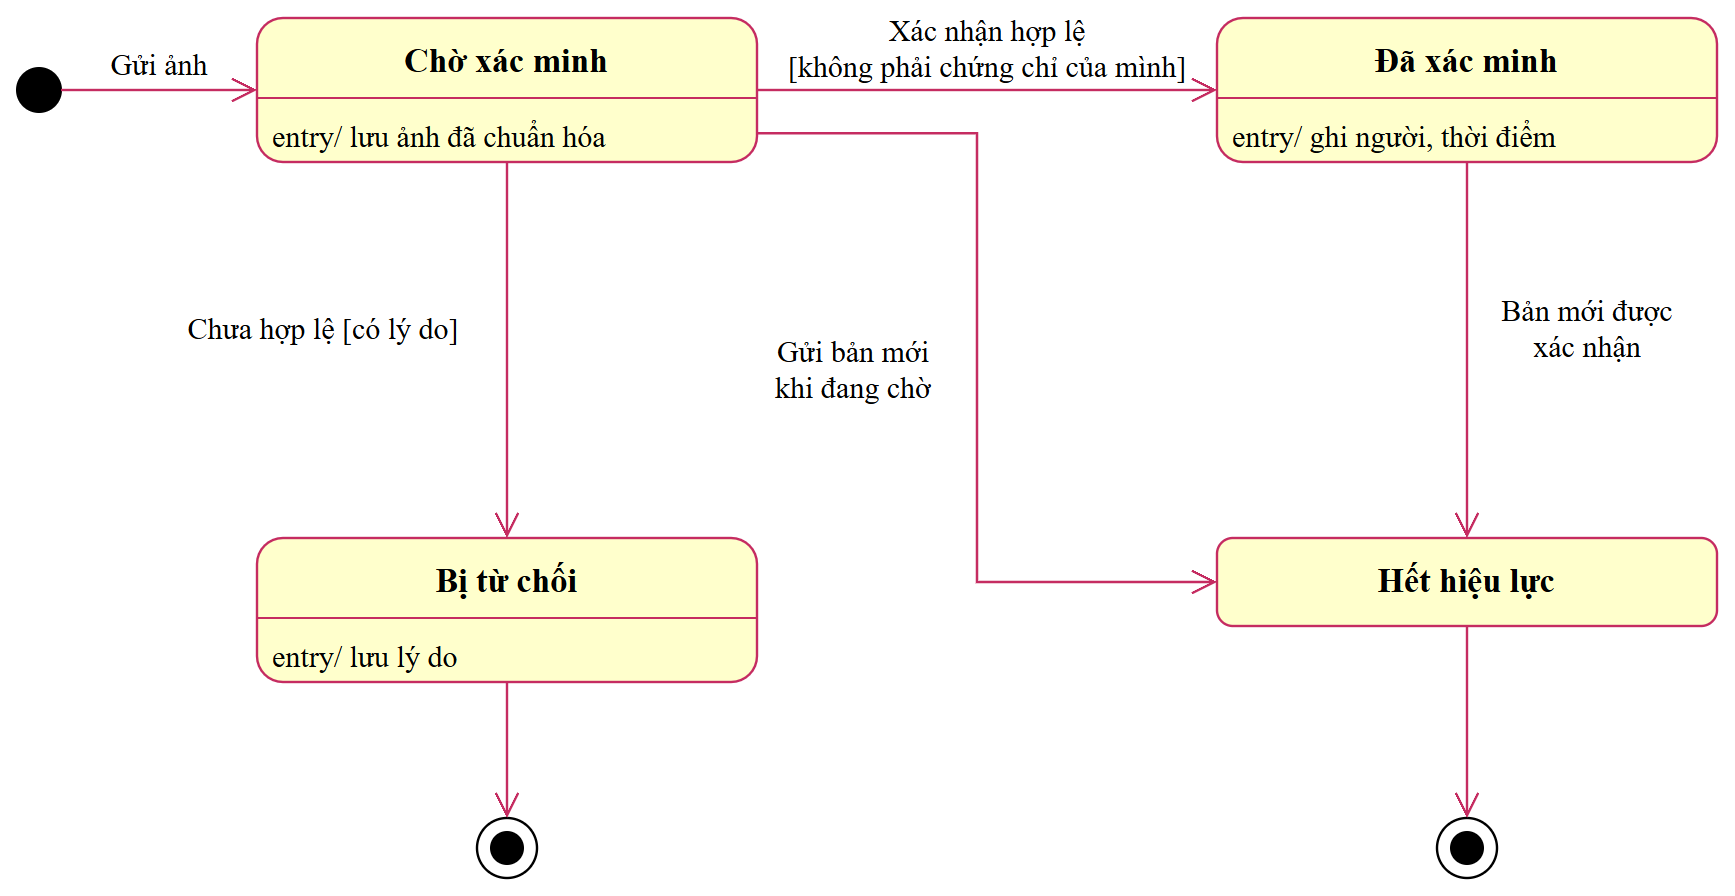 Gửi ảnh
Chờ xác minh
entry/ lưu ảnh đã chuẩn hóa
Xác nhận hợp lệ
[không phải chứng chỉ của mình]
Đã xác minh
entry/ ghi người, thời điểm
Chưa hợp lệ [có lý do]
Gửi bản mới
khi đang chờ
Bản mới được
xác nhận
Bị từ chối
entry/ lưu lý do
Hết hiệu lực